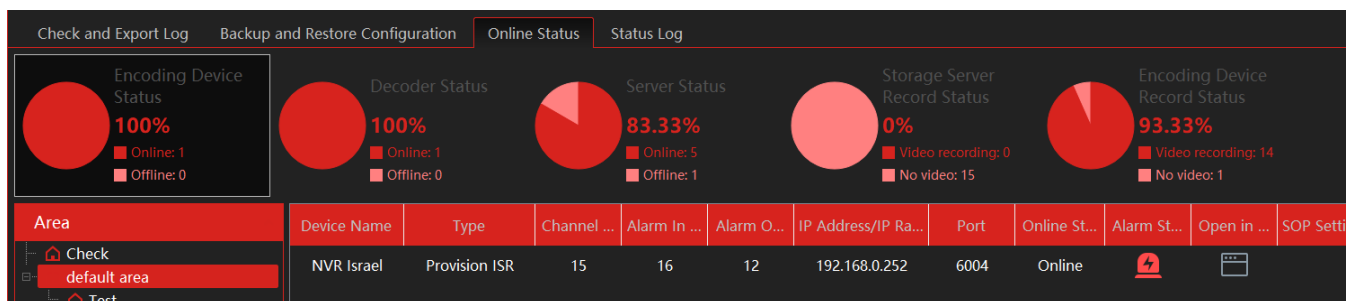 Check and Export Log Backup and Restore Configuration Online Status Status Log
Encoding Device
Status
100%
Online: 1
Offline: 0
Decoder Status
100%
Online: 1
Offline: 0
Server Status
83.33%
Online: 5
Offline: 1
Storage Server
Record Status
0%
Video recording: 0
No video: 15
Encoding Device
Record Status
93.33%
Video recording: 14
No video: 1
Area
Check
default area
Test
Device Name Type Channel ... Alarm In ... Alarm O... IP Address/IP Ra... Port Online St... Alarm St... Open in ... SOP Setti
NVR Israel Provision ISR 15 16 12 192.168.0.252 6004 Online